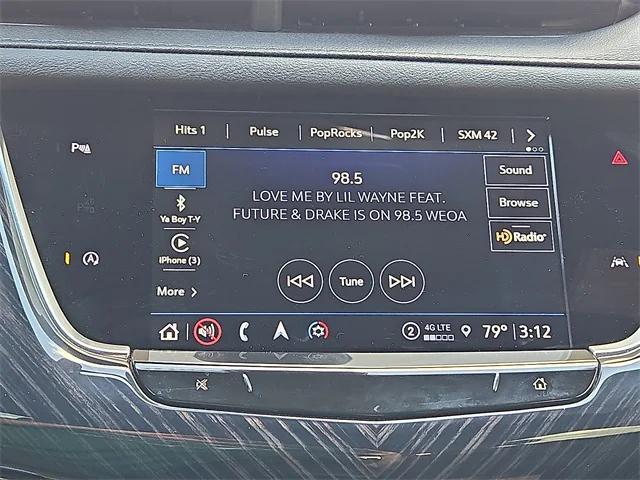 Hits 1 Pulse PopRocks Pop2K SXM 42
P
FM
98.5
LOVE ME BY LIL WAYNE FEAT.
FUTURE & DRAKE IS ON 98.5 WEOA
Sound
Browse
HD Radio
Ya Boy T-Y
iPhone (3)
More
Tune
A
2 4G LTE 79° 3:12